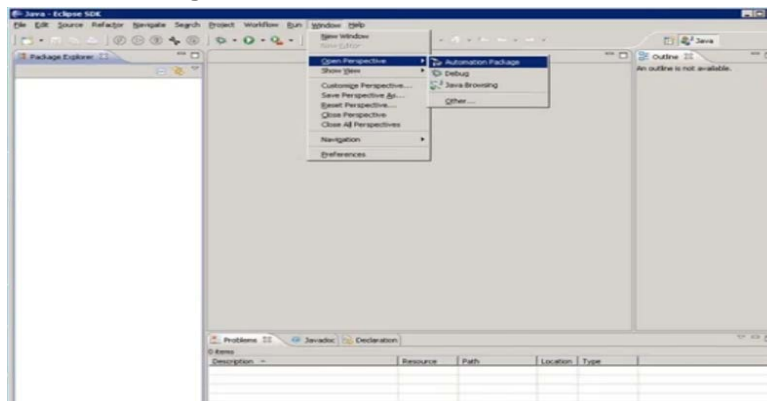 Java - Eclipse SDK
File Edit Source Refactor Navigate Search Project Workflow Run Window Help
New Window
New Editor
Java
Package Explorer
Open Perspective
Automation Package
Outline
Show View
Debug
An outline is not available.
Customize Perspective...
Java Browsing
Save Perspective As...
Other...
Reset Perspective...
Close Perspective
Close All Perspectives
Navigation
Preferences
Problems Javadoc Declaration
0 items
Description Resource Path Location Type